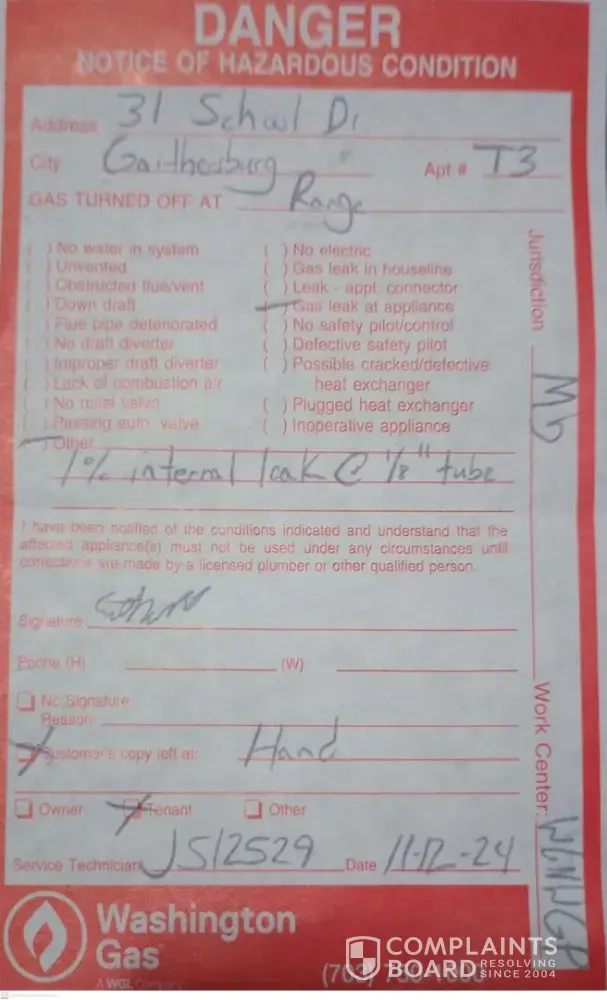 DANGER
NOTICE OF HAZARDOUS CONDITION
Address 31 School Dr
City Gaithersburg Apt # T3
GAS TURNED OFF AT Range
( ) No water in system
( ) Unvented
( ) Obstructed flue/vent
( ) Down draft
( ) Flue pipe deteriorated
( ) No draft diverter
( ) Improper draft diverter
( ) Lack of combustion air
( ) No relief valve
( ) Passing auto. valve
Other
( ) No electric
( ) Gas leak in houseline
( ) Leak - appl. connector
Gas leak at appliance
( ) No safety pilot/control
( ) Defective safety pilot
( ) Possible cracked/defective
heat exchanger
( ) Plugged heat exchanger
( ) Inoperative appliance
1% internal leak @ 1/8" tube
I have been notified of the conditions indicated and understand that the
affected appliance(s) must not be used under any circumstances until
corrections are made by a licensed plumber or other qualified person.
Signature
Phone (H) (W)
No Signature
Reason
Customer's copy left at: Hand
Owner Tenant Other
Service Technician JS12529 Date 11-12-24
Jurisdiction MD
Work Center:
Washington
Gas
A WGL Company
(703)
COMPLAINTS
BOARD RESOLVING
SINCE 2004